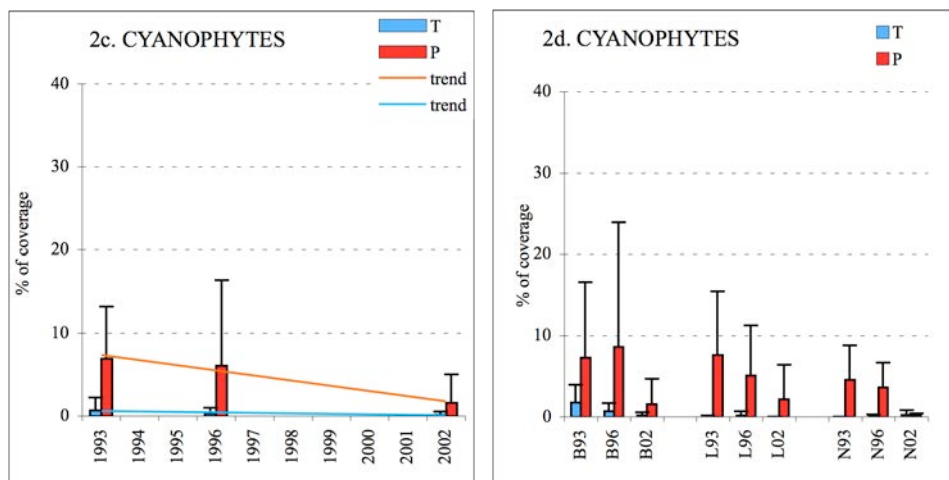 2c. CYANOPHYTES
T
P
trend
trend
% of coverage
40
30
20
10
0
1993
1994
1995
1996
1997
1998
1999
2000
2001
2002
2d. CYANOPHYTES
T
P
% of coverage
40
30
20
10
0
B93
B96
B02
L93
L96
L02
N93
N96
N02